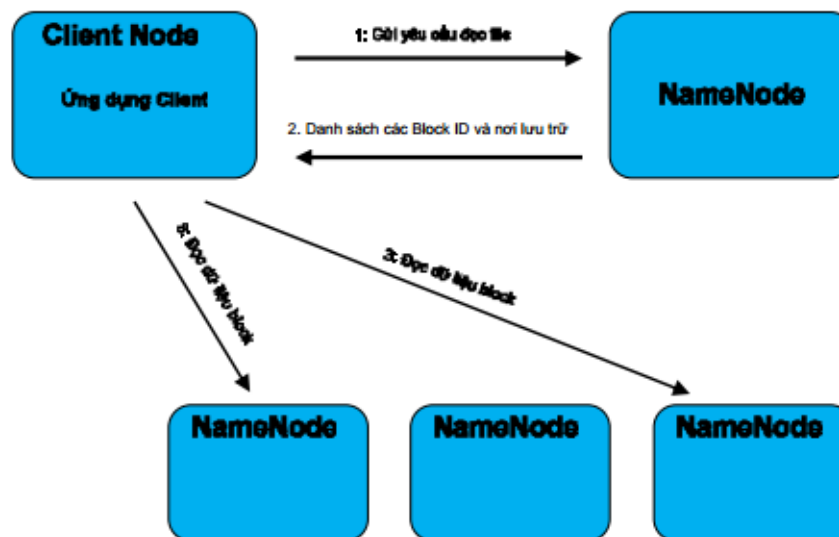 Client Node
Ứng dụng Client
1: Gửi yêu cầu đọc file
NameNode
2. Danh sách các Block ID và nơi lưu trữ
3: Đọc dữ liệu block
3: Đọc dữ liệu block
NameNode
NameNode
NameNode